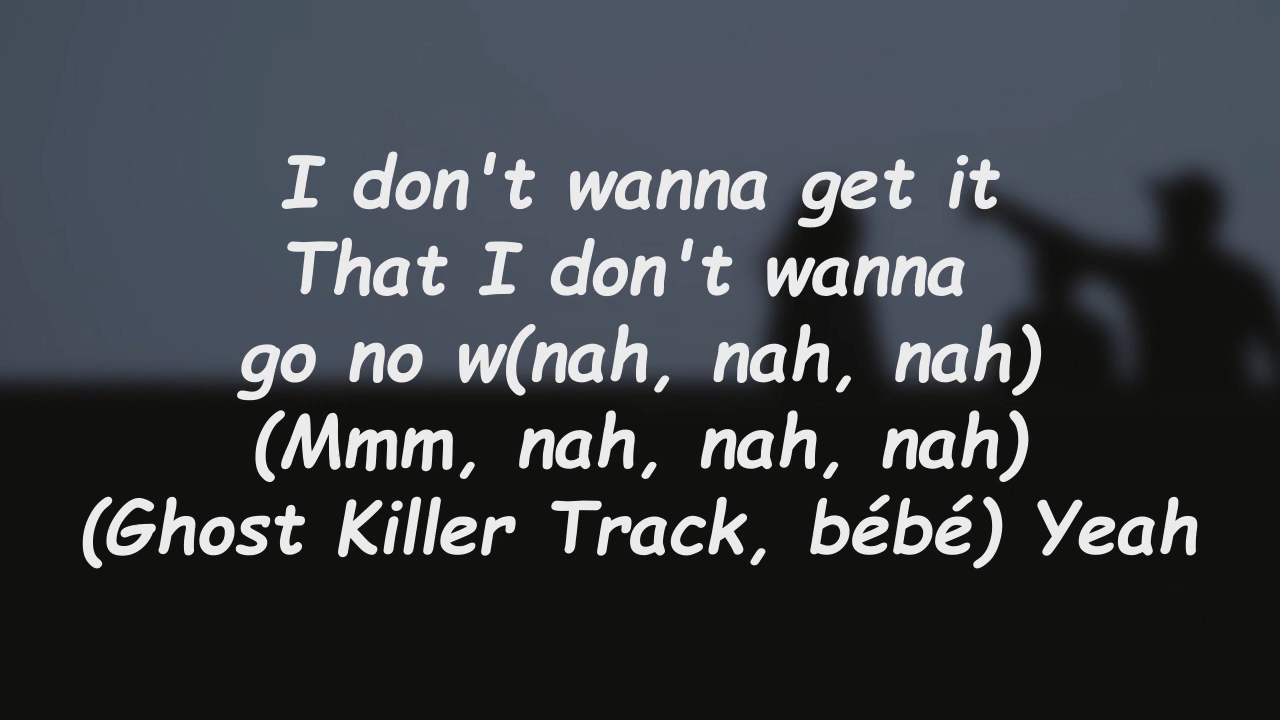 I don't wanna get it
That I don't wanna
go no w(nah, nah, nah)
(Mmm, nah, nah, nah)
(Ghost Killer Track, bébé) Yeah